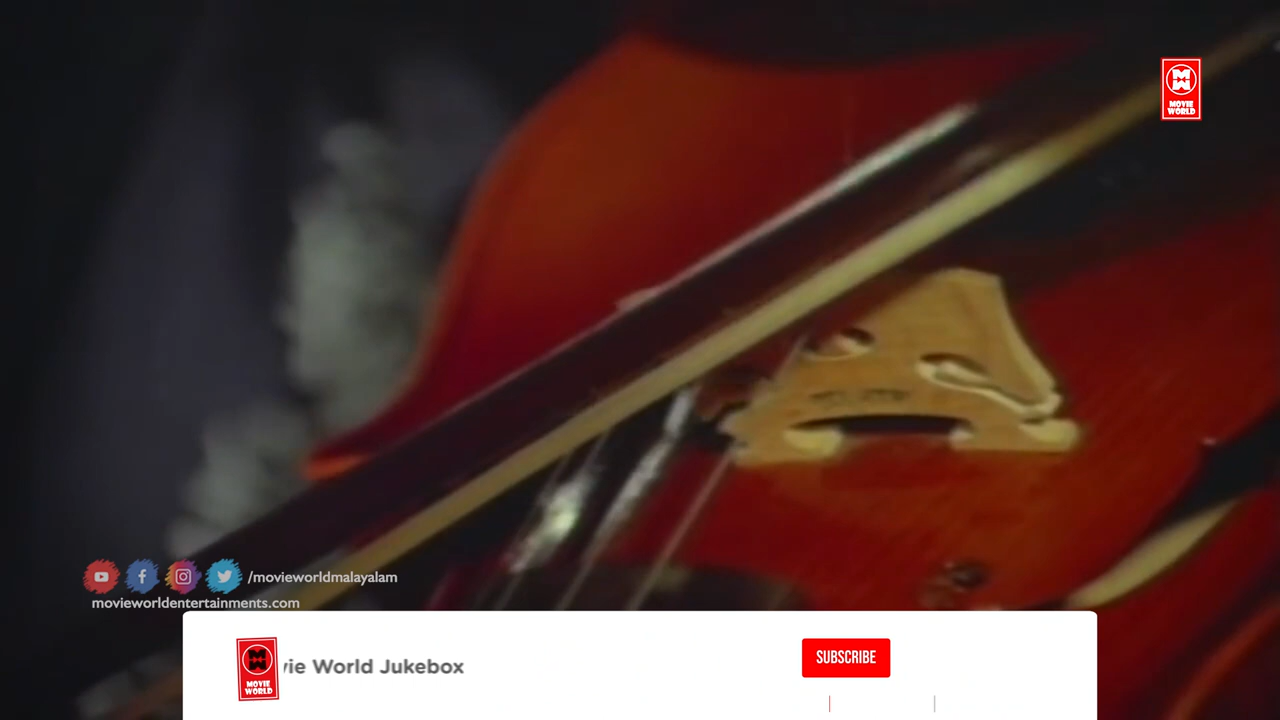 MOVIE
WORLD
/movieworldmalayalam
movieworldentertainments.com
MOVIE
WORLD
vie World Jukebox
SUBSCRIBE